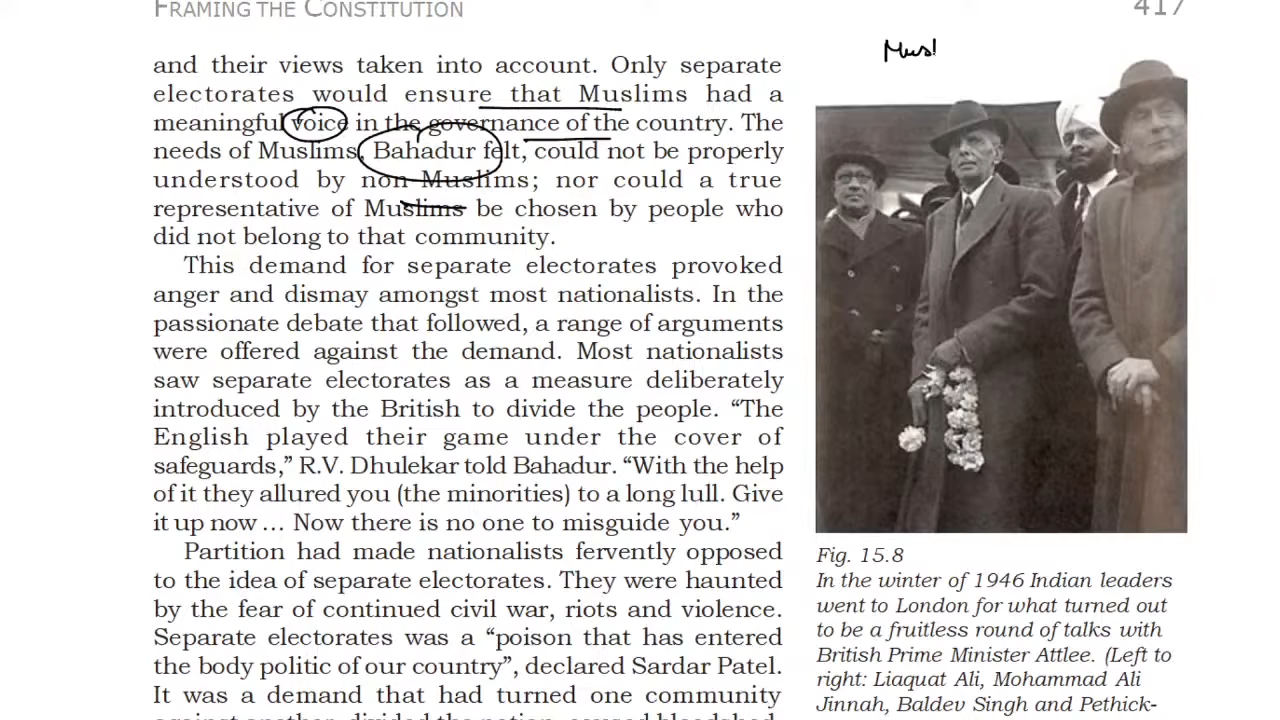 FRAMING THE CONSTITUTION
417
Mus
and their views taken into account. Only separate
electorates would ensure that Muslims had a
meaningful voice in the governance of the country. The
needs of Muslims, Bahadur felt, could not be properly
understood by non Muslims; nor could a true
representative of Muslims be chosen by people who
did not belong to that community.
This demand for separate electorates provoked
anger and dismay amongst most nationalists. In the
passionate debate that followed, a range of arguments
were offered against the demand. Most nationalists
saw separate electorates as a measure deliberately
introduced by the British to divide the people. “The
English played their game under the cover of
safeguards,” R.V. Dhulekar told Bahadur. “With the help
of it they allured you (the minorities) to a long lull. Give
it up now … Now there is no one to misguide you.”
Partition had made nationalists fervently opposed
to the idea of separate electorates. They were haunted
by the fear of continued civil war, riots and violence.
Separate electorates was a “poison that has entered
the body politic of our country”, declared Sardar Patel.
It was a demand that had turned one community
against another, divided the nation, caused bloodshed,
Fig. 15.8
In the winter of 1946 Indian leaders
went to London for what turned out
to be a fruitless round of talks with
British Prime Minister Attlee. (Left to
right: Liaquat Ali, Mohammad Ali
Jinnah, Baldev Singh and Pethick-